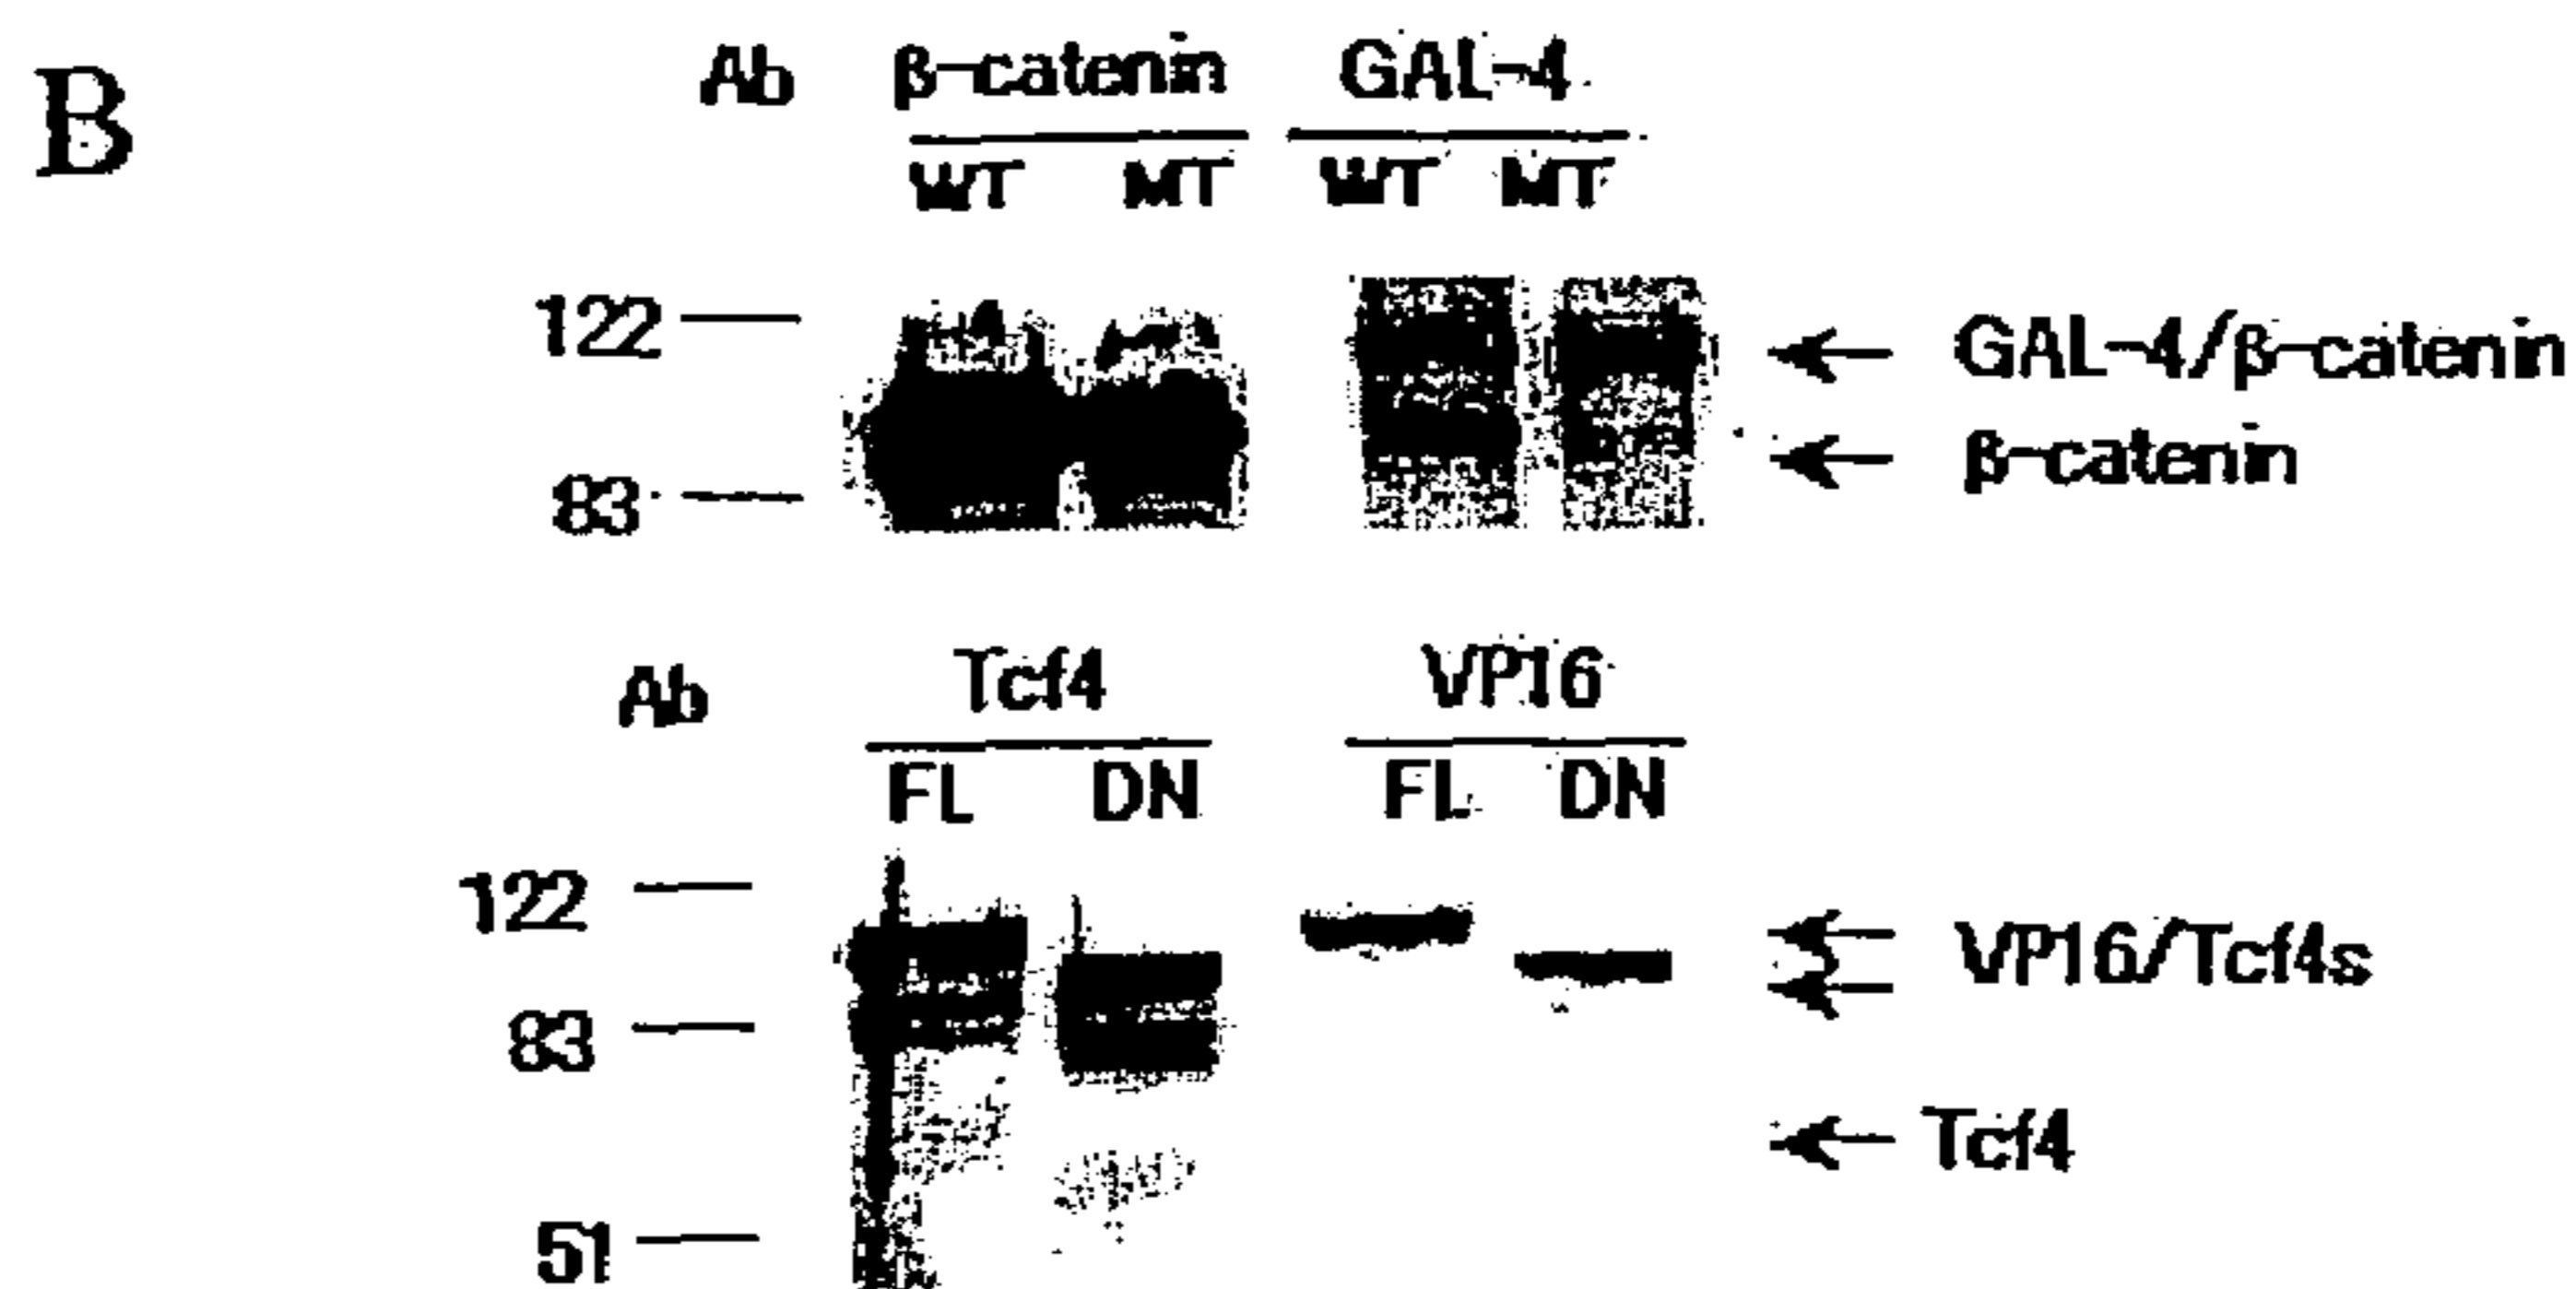 B
Ab β-catenin GAL-4
WT MT WT MT
122
GAL-4/β-catenin
β-catenin
83
Ab Tcf4 VP16
FL DN FL DN
122
VP16/Tcf4s
83
Tcf4
51